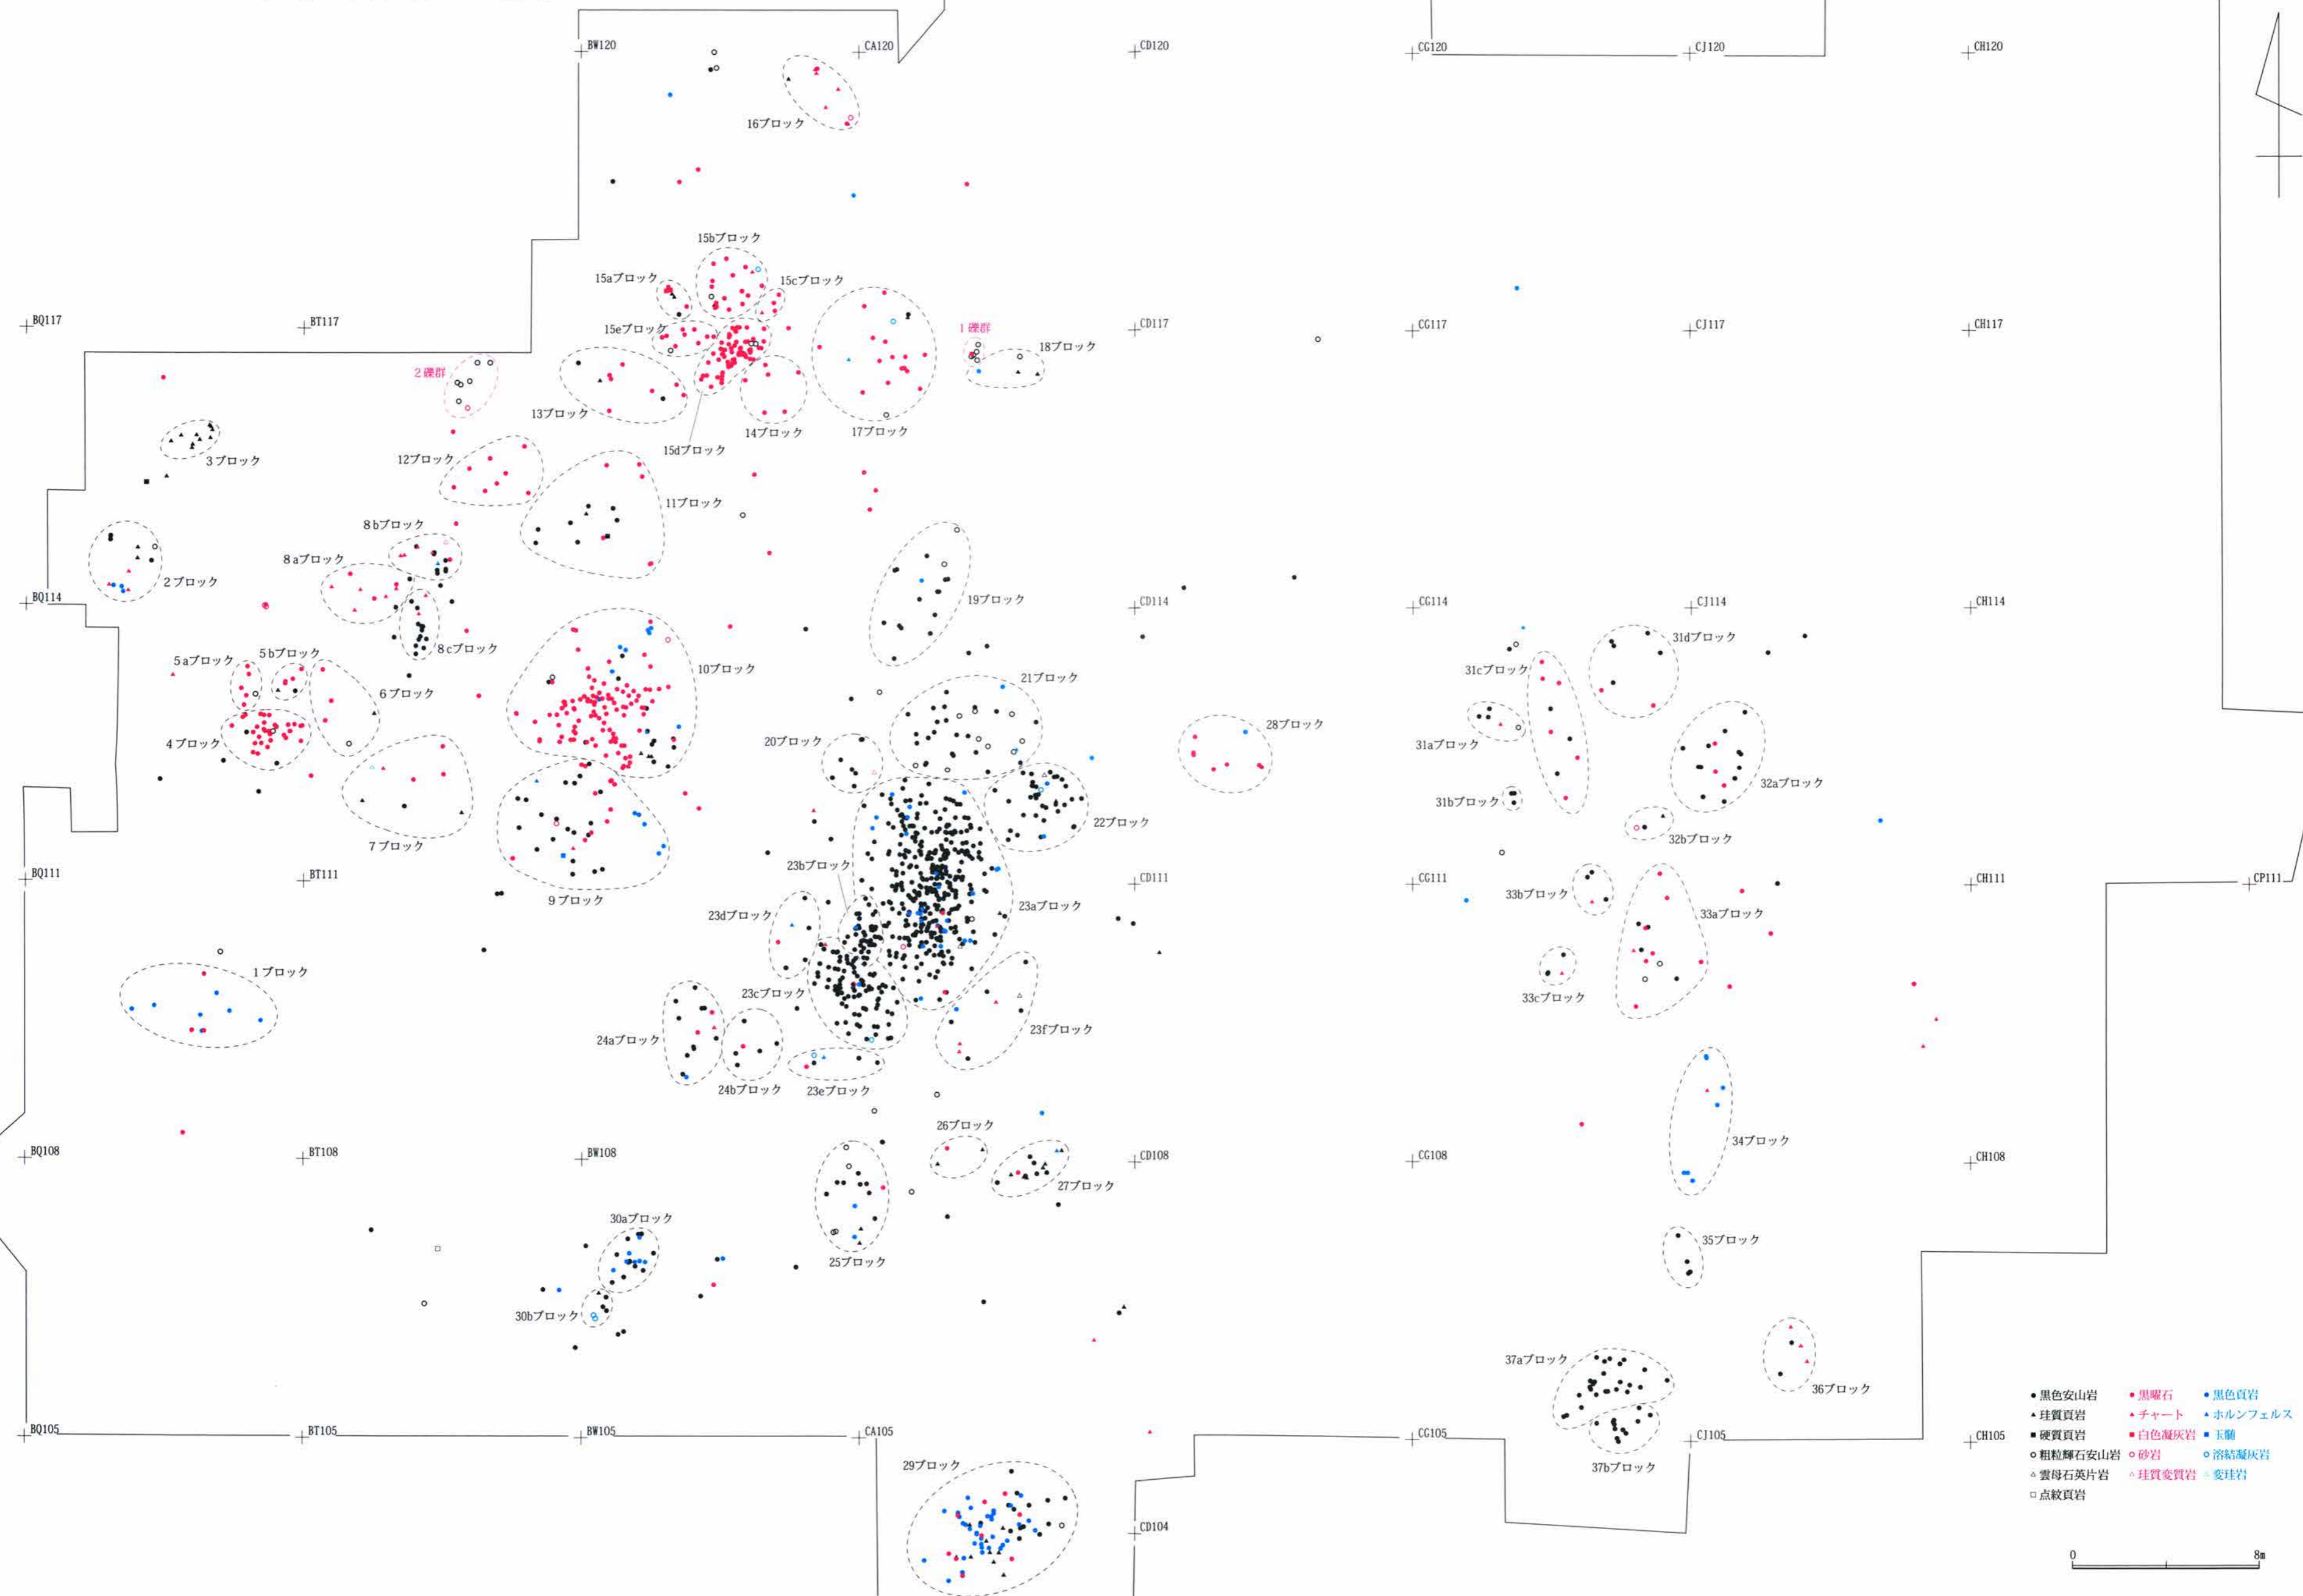 BW120
CA120
CD120
CG120
CJ120
CH120
16ブロック
15bブロック
15aブロック
15cブロック
BQ117
BT117
15eブロック
1礫群
CD117
CG117
CJ117
CH117
18ブロック
2礫群
13ブロック
14ブロック
17ブロック
15dブロック
3ブロック
12ブロック
11ブロック
8bブロック
8aブロック
2ブロック
BQ114
19ブロック
CD114
CG114
CJ114
CH114
31dブロック
8cブロック
5aブロック
5bブロック
10ブロック
31cブロック
6ブロック
21ブロック
28ブロック
4ブロック
20ブロック
31aブロック
32aブロック
31bブロック
22ブロック
32bブロック
7ブロック
23bブロック
BQ111
BT111
CD111
CG111
CH111
CP111
9ブロック
33bブロック
23dブロック
23aブロック
33aブロック
1ブロック
23cブロック
33cブロック
23fブロック
24aブロック
24bブロック
23eブロック
26ブロック
34ブロック
BQ108
BT108
BW108
CD108
CG108
CH108
27ブロック
30aブロック
35ブロック
25ブロック
30bブロック
37aブロック
36ブロック
BQ105
BT105
BW105
CA105
CG105
CJ105
CH105
37bブロック
29ブロック
CD104
黒色安山岩 黒曜石 黒色頁岩
珪質頁岩 チャート ホルンフェルス
硬質頁岩 白色凝灰岩 玉髄
粗粒輝石安山岩 砂岩 溶結凝灰岩
雲母石英片岩 珪質変質岩 変珪岩
点紋頁岩
0 8m